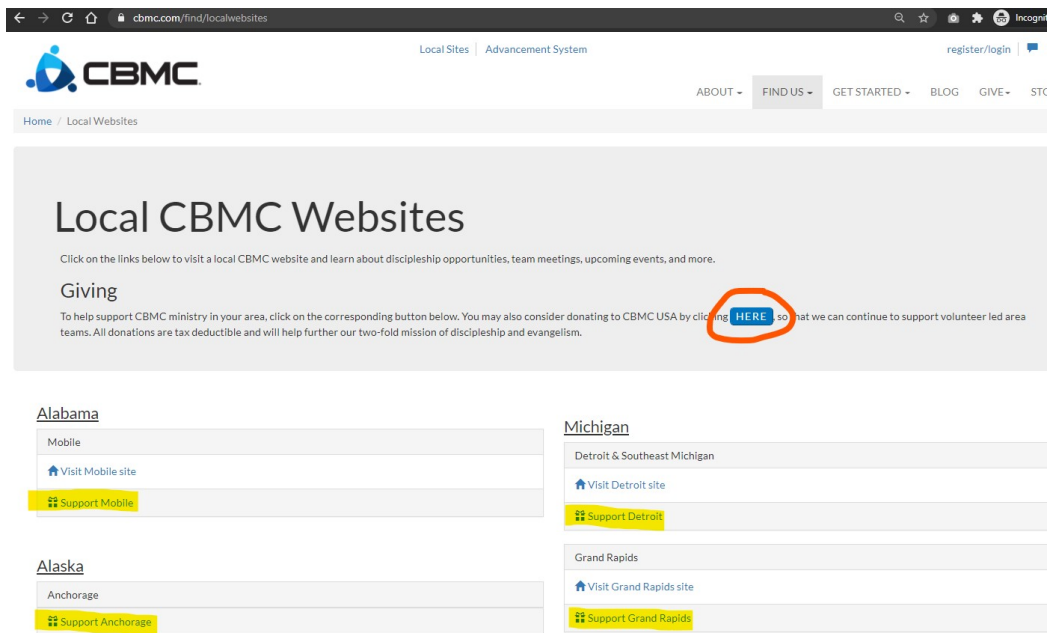 cbmc.com/find/localwebsites
Incognit
CBMC
Local Sites
Advancement System
register/login
ABOUT
FIND US
GET STARTED
BLOG
GIVE
STO
Home / Local Websites
Local CBMC Websites
Click on the links below to visit a local CBMC website and learn about discipleship opportunities, team meetings, upcoming events, and more.
Giving
To help support CBMC ministry in your area, click on the corresponding button below. You may also consider donating to CBMC USA by clicking HERE, so that we can continue to support volunteer led area
teams. All donations are tax deductible and will help further our two-fold mission of discipleship and evangelism.
Alabama
Mobile
Visit Mobile site
Support Mobile
Alaska
Anchorage
Support Anchorage
Michigan
Detroit & Southeast Michigan
Visit Detroit site
Support Detroit
Grand Rapids
Visit Grand Rapids site
Support Grand Rapids